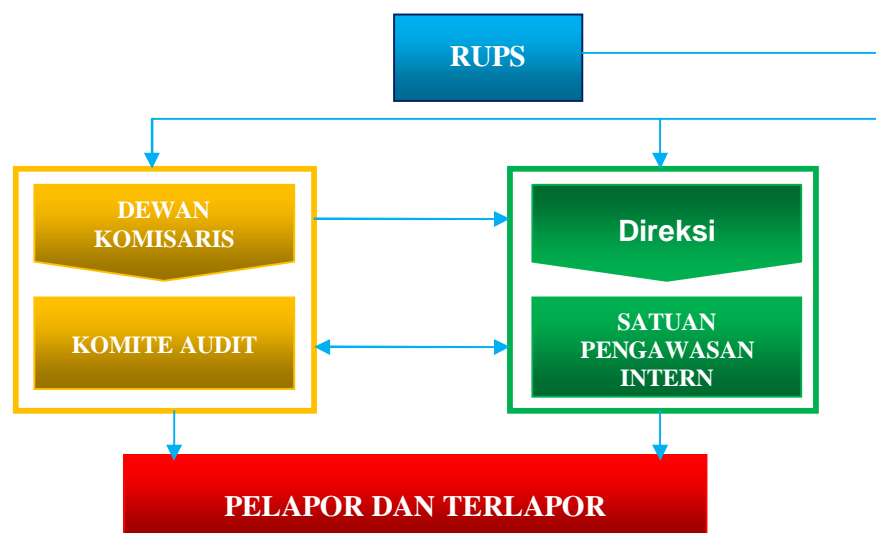 RUPS
DEWAN
KOMISARIS
Direksi
KOMITE AUDIT
SATUAN
PENGAWASAN
INTERN
PELAPOR DAN TERLAPOR